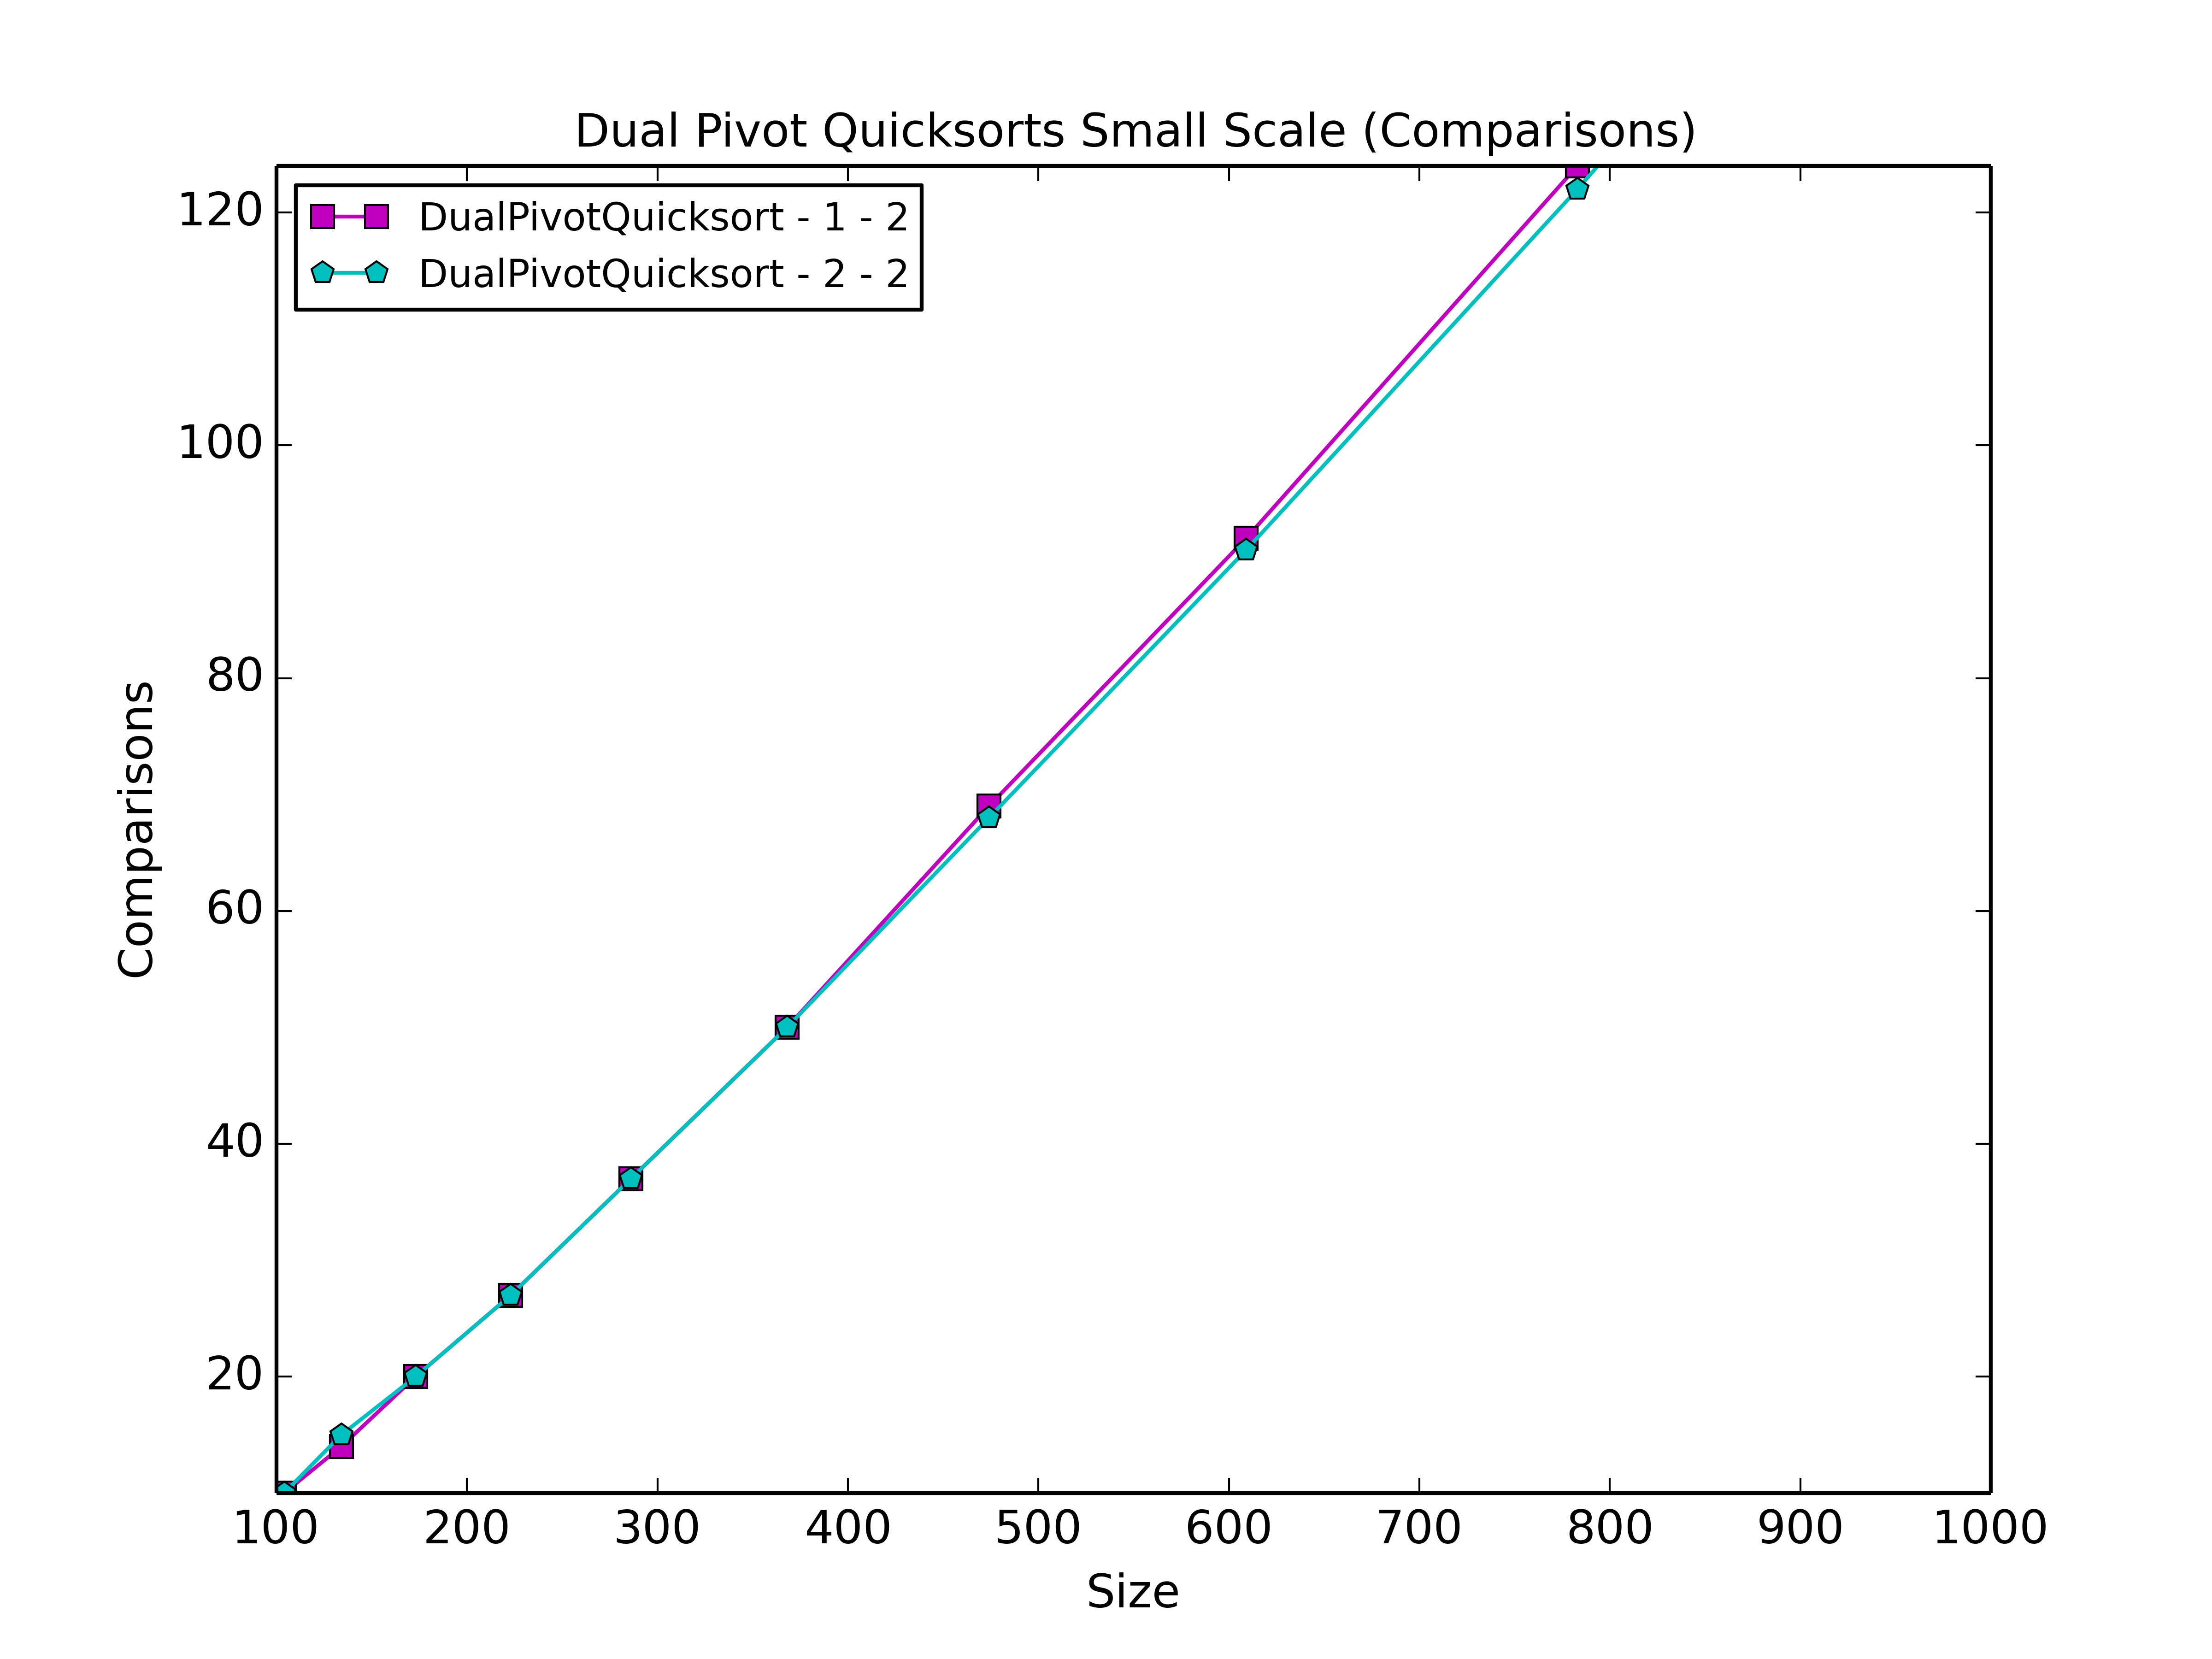 Dual Pivot Quicksorts Small Scale (Comparisons)
DualPivotQuicksort - 1 - 2
DualPivotQuicksort - 2 - 2
120
100
80
60
40
20
Comparisons
100 200 300 400 500 600 700 800 900 1000
Size